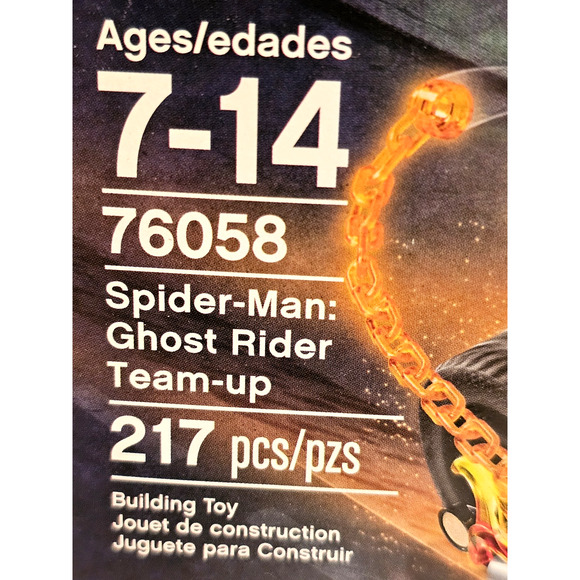 Ages/edades
7-14
76058
Spider-Man:
Ghost Rider
Team-up
217 pcs/pzs
Building Toy
Jouet de construction
Juguete para Construir